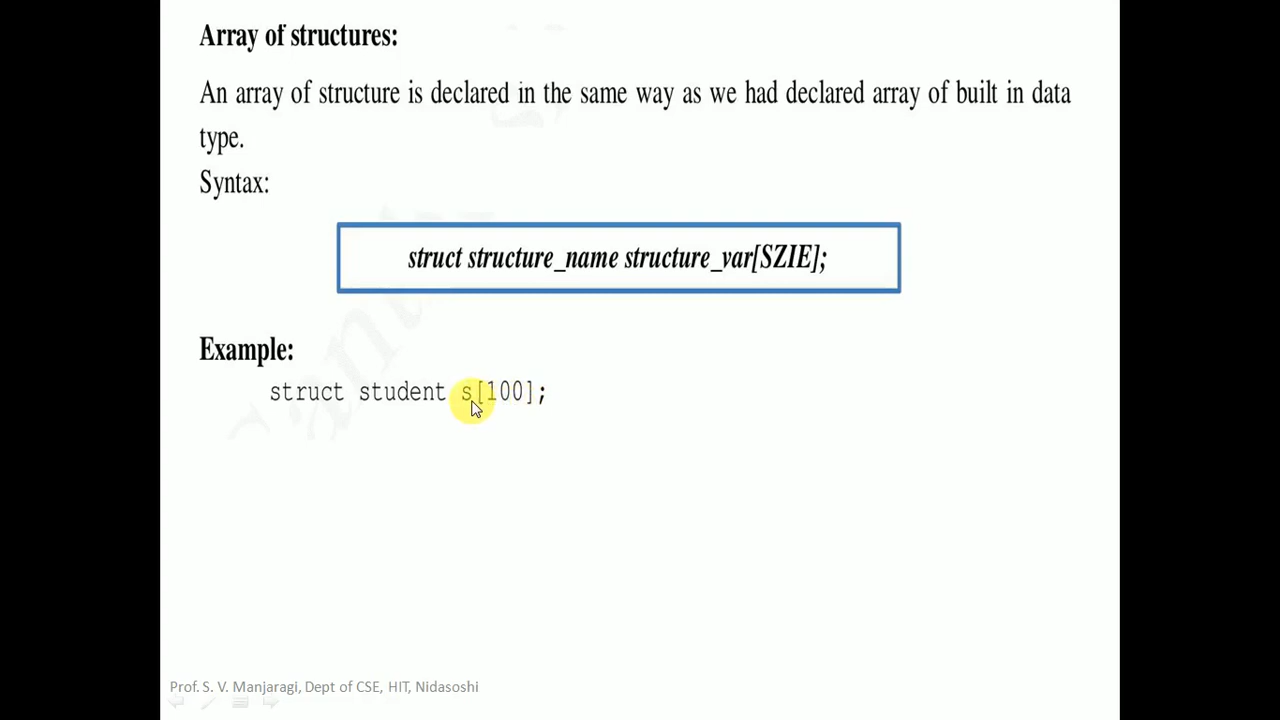 Array of structures:
An array of structure is declared in the same way as we had declared array of built in data
type.
Syntax:
struct structure_name structure_var[SZIE];
Example:
struct student s[100];
Prof. S. V. Manjaragi, Dept of CSE, HIT, Nidasoshi